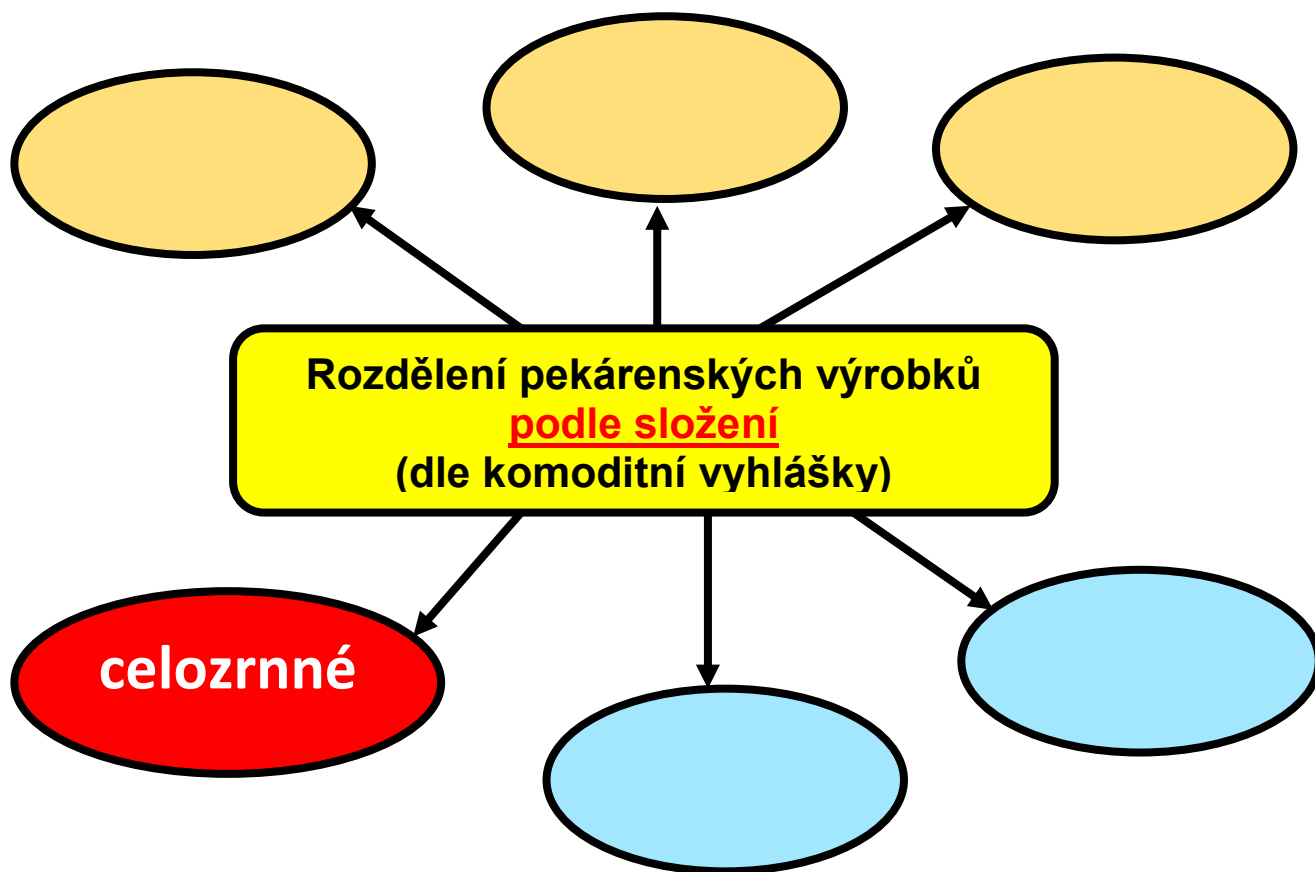 Rozdělení pekárenských výrobků
podle složení
(dle komoditní vyhlášky)
celozrnné